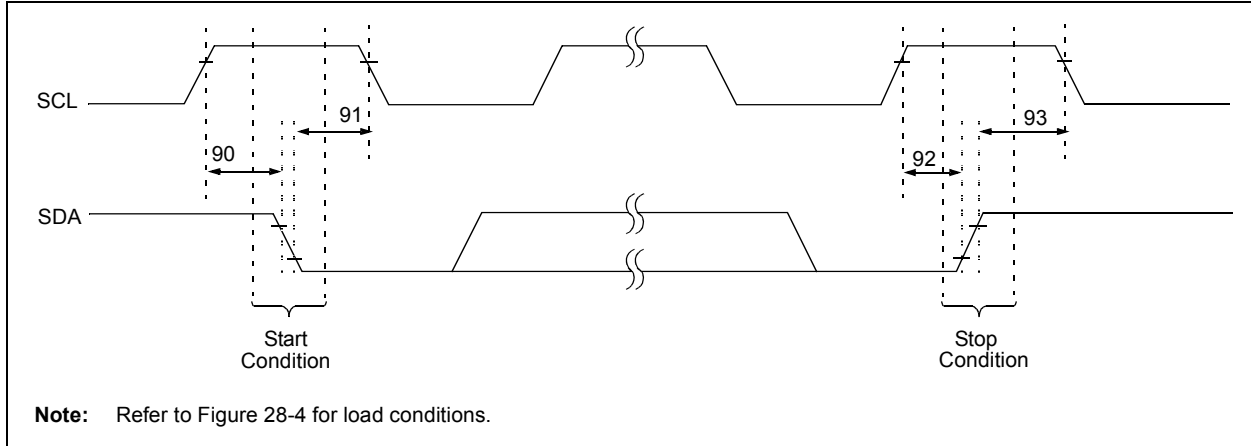 SCL
91
93
90
92
SDA
Start
Condition
Stop
Condition
Note: Refer to Figure 28-4 for load conditions.